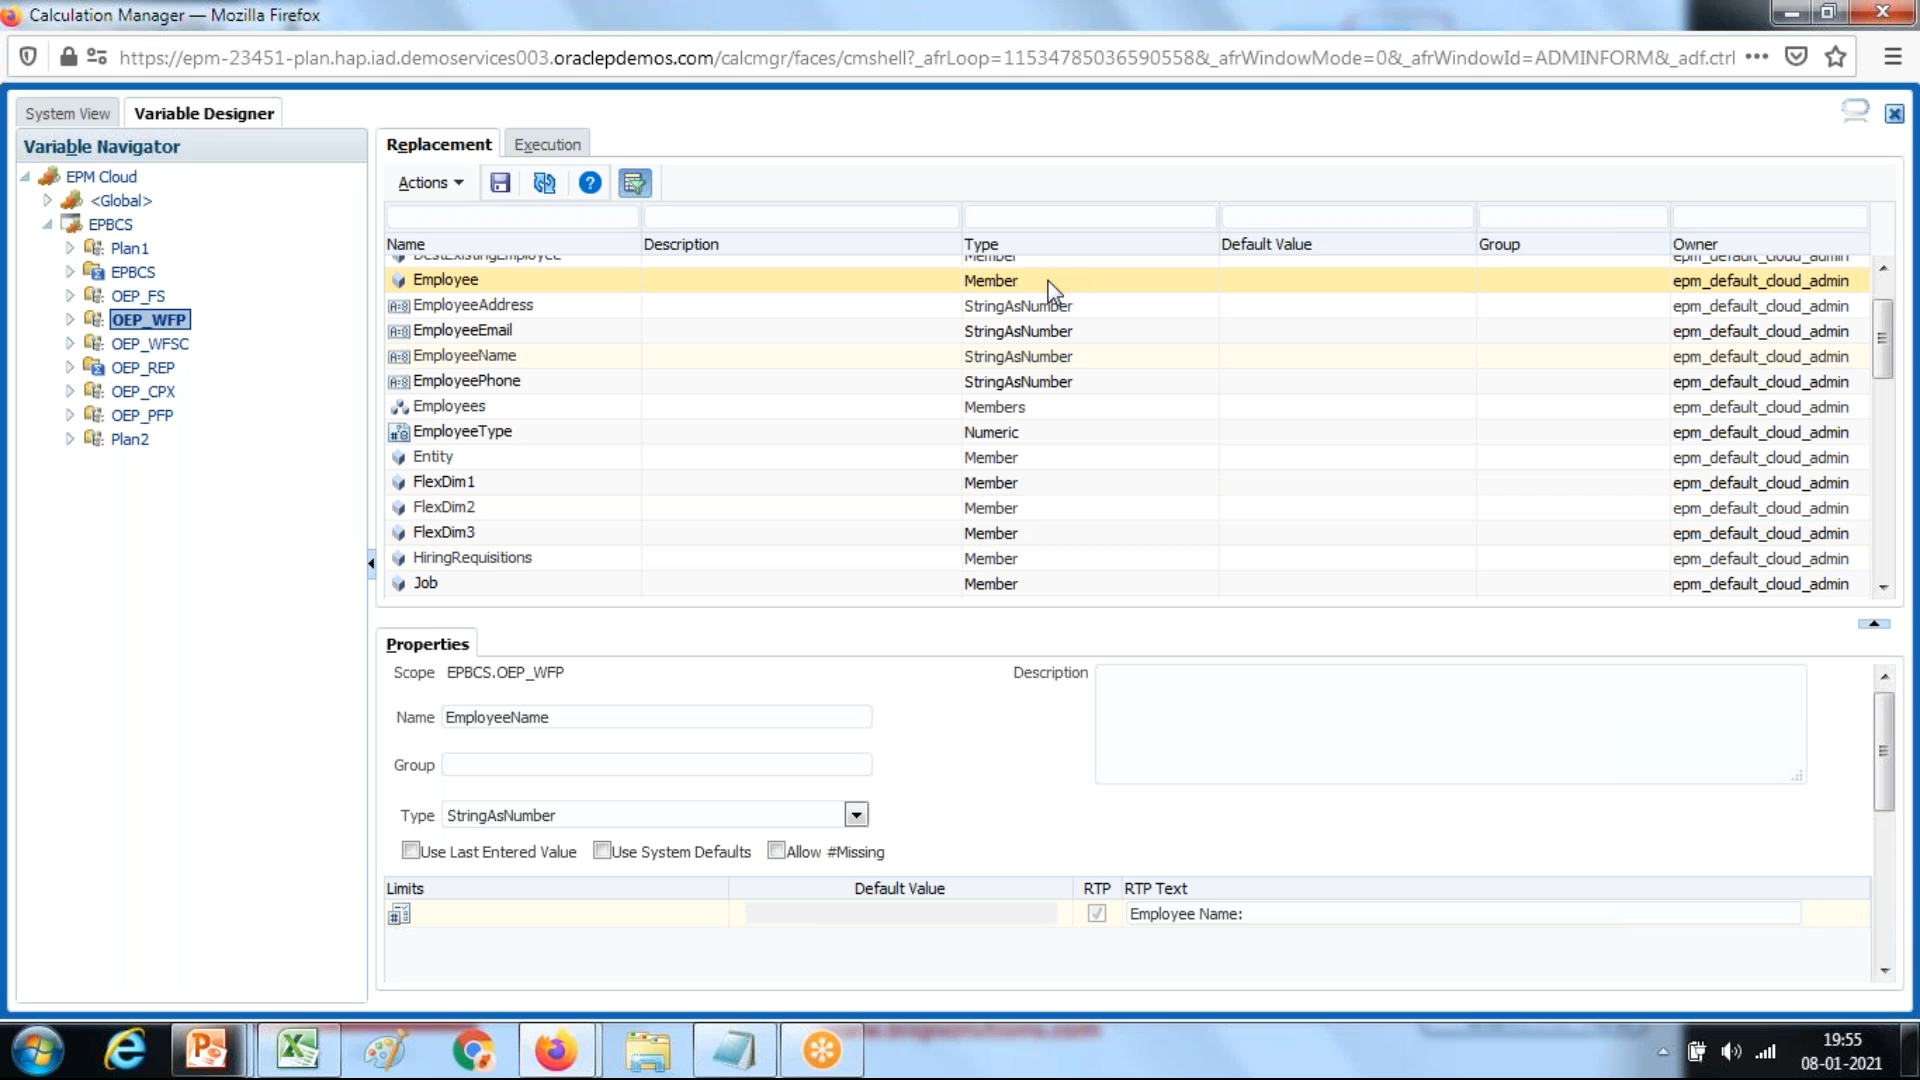 Calculation Manager — Mozilla Firefox
https://epm-23451-plan.hap.iad.demoservices003.oraclepdemos.com/calcmgr/faces/cmshell?_afrLoop=11534785036590558&_afrWindowMode=0&_afrWindowId=ADMINFORM&_adf.ctrl
System View
Variable Designer
Variable Navigator
EPM Cloud
<Global>
EPBCS
Plan1
EPBCS
OEP_FS
OEP_WFP
OEP_WFSC
OEP_REP
OEP_CPX
OEP_PFP
Plan2
Replacement
Execution
Actions
Name Description Type Default Value Group Owner
DestExistingEmployee Member epm_default_cloud_admin
Employee Member epm_default_cloud_admin
EmployeeAddress StringAsNumber epm_default_cloud_admin
EmployeeEmail StringAsNumber epm_default_cloud_admin
EmployeeName StringAsNumber epm_default_cloud_admin
EmployeePhone StringAsNumber epm_default_cloud_admin
Employees Members epm_default_cloud_admin
EmployeeType Numeric epm_default_cloud_admin
Entity Member epm_default_cloud_admin
FlexDim1 Member epm_default_cloud_admin
FlexDim2 Member epm_default_cloud_admin
FlexDim3 Member epm_default_cloud_admin
HiringRequisitions Member epm_default_cloud_admin
Job Member epm_default_cloud_admin
Properties
Scope EPBCS.OEP_WFP
Description
Name EmployeeName
Group
Type StringAsNumber
Use Last Entered Value Use System Defaults Allow #Missing
Limits Default Value RTP RTP Text
Employee Name:
19:55
08-01-2021